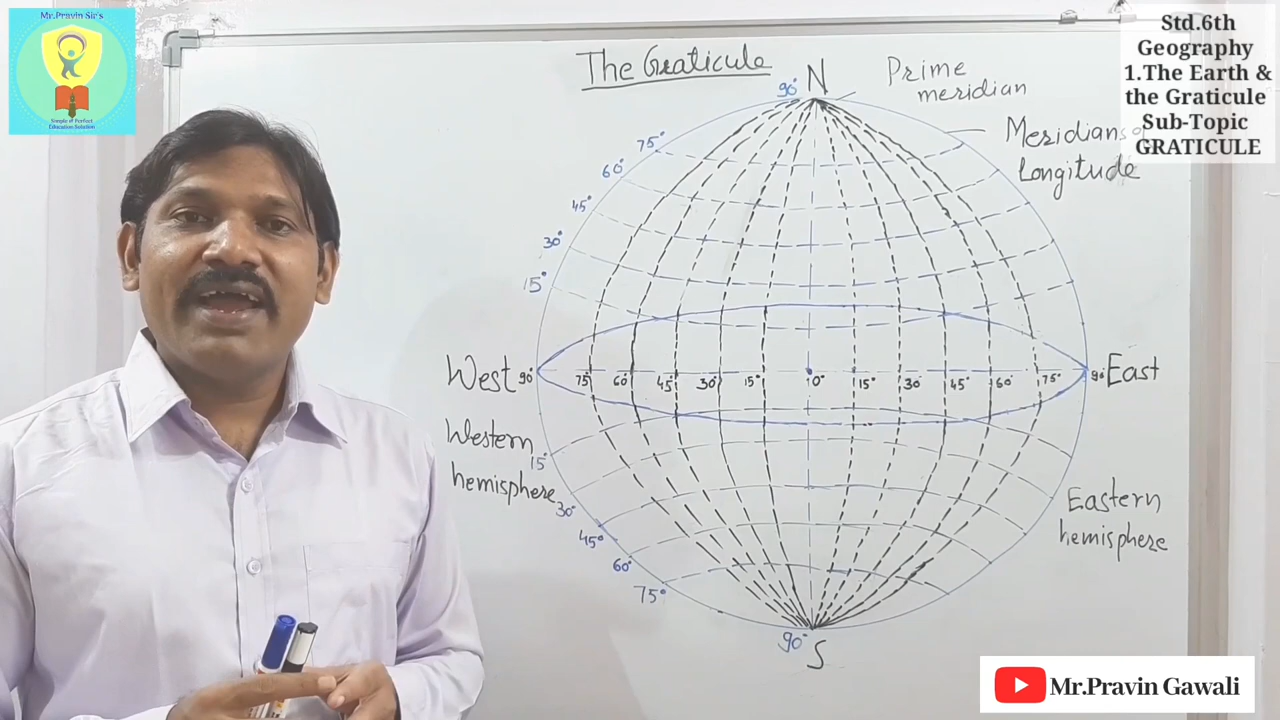 Mr.Pravin Sir's
Simple & Perfect
Education Solution
Std.6th
Geography
1.The Earth &
the Graticule
Sub-Topic
GRATICULE
The Graticule
90° N
Prime
meridian
Meridians of
Longitude
75°
60°
45°
30°
15°
West 90° 75° 60° 45° 30° 15° 0° 15° 30° 45° 60° 75° 90° East
Western
hemisphere
15°
30°
45°
60°
75°
Eastern
hemisphere
90°
S
Mr.Pravin Gawali